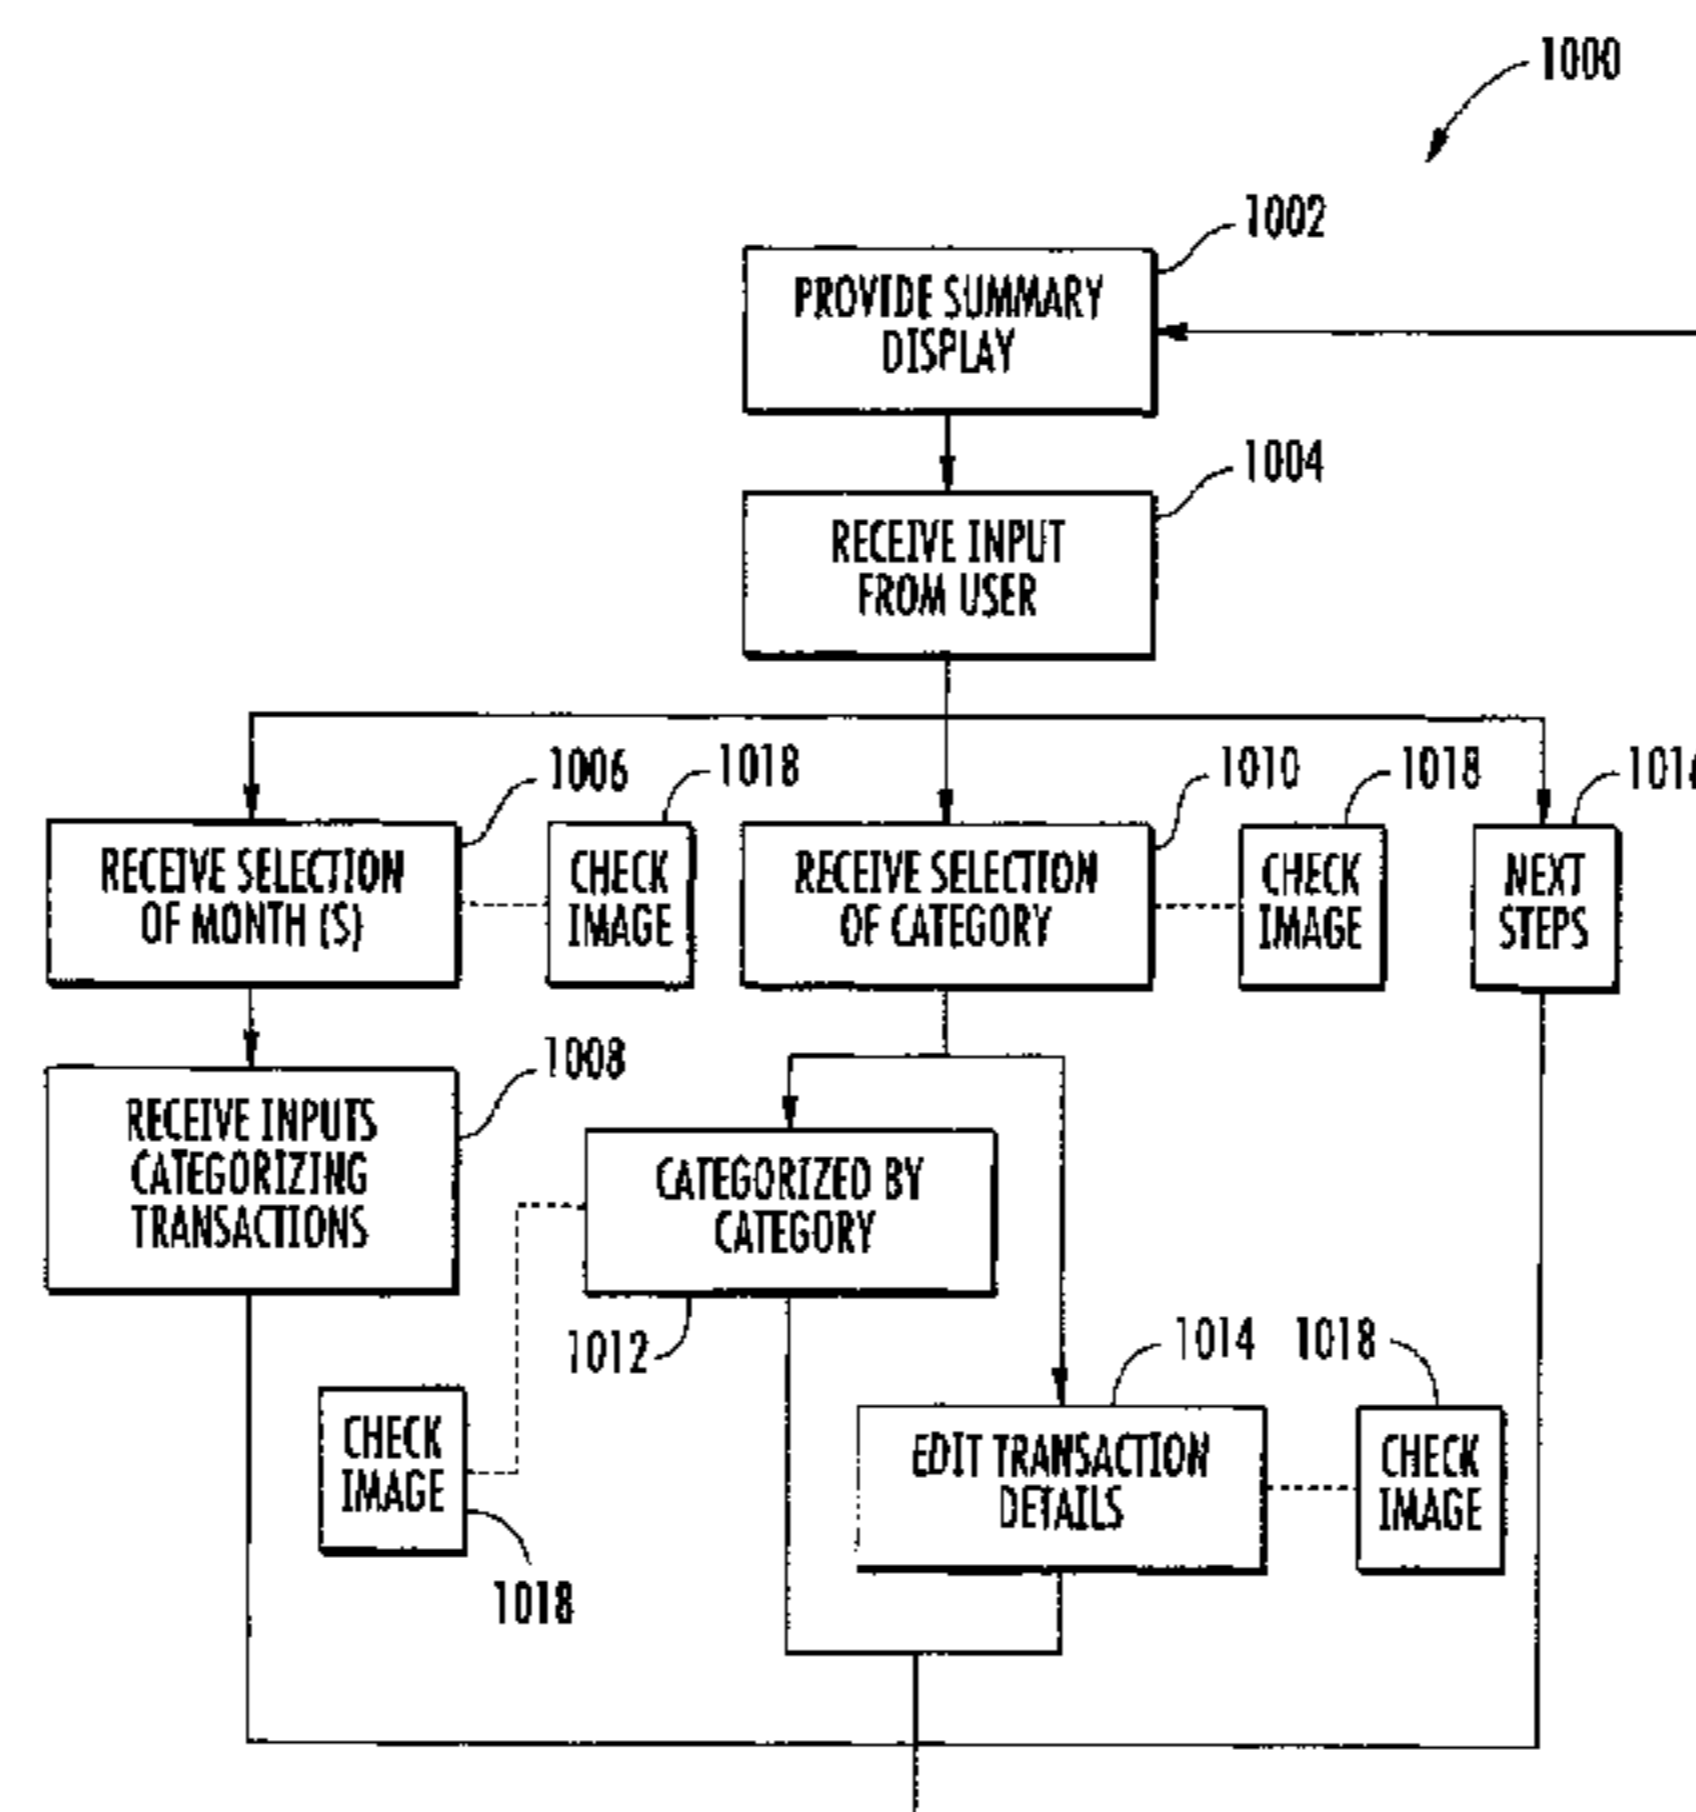 1000
1002
PROVIDE SUMMARY
DISPLAY
1004
RECEIVE INPUT
FROM USER
1006
1018
1010
1018
RECEIVE SELECTION
OF MONTH (S)
CHECK
IMAGE
RECEIVE SELECTION
OF CATEGORY
CHECK
IMAGE
NEXT
STEPS
1008
RECEIVE INPUTS
CATEGORIZING
TRANSACTIONS
CATEGORIZED BY
CATEGORY
1012
1014
1018
CHECK
IMAGE
EDIT TRANSACTION
DETAILS
CHECK
IMAGE
1018